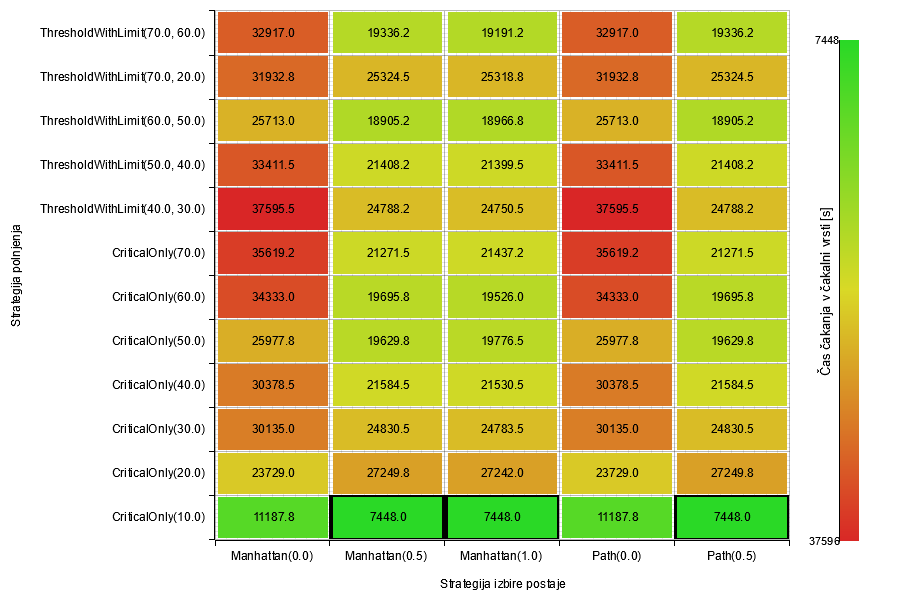 ThresholdWithLimit(70.0, 60.0) 32917.0 19336.2 19191.2 32917.0 19336.2
ThresholdWithLimit(70.0, 20.0) 31932.8 25324.5 25318.8 31932.8 25324.5
ThresholdWithLimit(60.0, 50.0) 25713.0 18905.2 18966.8 25713.0 18905.2
ThresholdWithLimit(50.0, 40.0) 33411.5 21408.2 21399.5 33411.5 21408.2
ThresholdWithLimit(40.0, 30.0) 37595.5 24788.2 24750.5 37595.5 24788.2
CriticalOnly(70.0) 35619.2 21271.5 21437.2 35619.2 21271.5
CriticalOnly(60.0) 34333.0 19695.8 19526.0 34333.0 19695.8
CriticalOnly(50.0) 25977.8 19629.8 19776.5 25977.8 19629.8
CriticalOnly(40.0) 30378.5 21584.5 21530.5 30378.5 21584.5
CriticalOnly(30.0) 30135.0 24830.5 24783.5 30135.0 24830.5
CriticalOnly(20.0) 23729.0 27249.8 27242.0 23729.0 27249.8
CriticalOnly(10.0) 11187.8 7448.0 7448.0 11187.8 7448.0
Manhattan(0.0) Manhattan(0.5) Manhattan(1.0) Path(0.0) Path(0.5)
Strategija izbire postaje
Strategija polnjenja
7448
Čas čakanja v čakalni vrsti [s]
37596